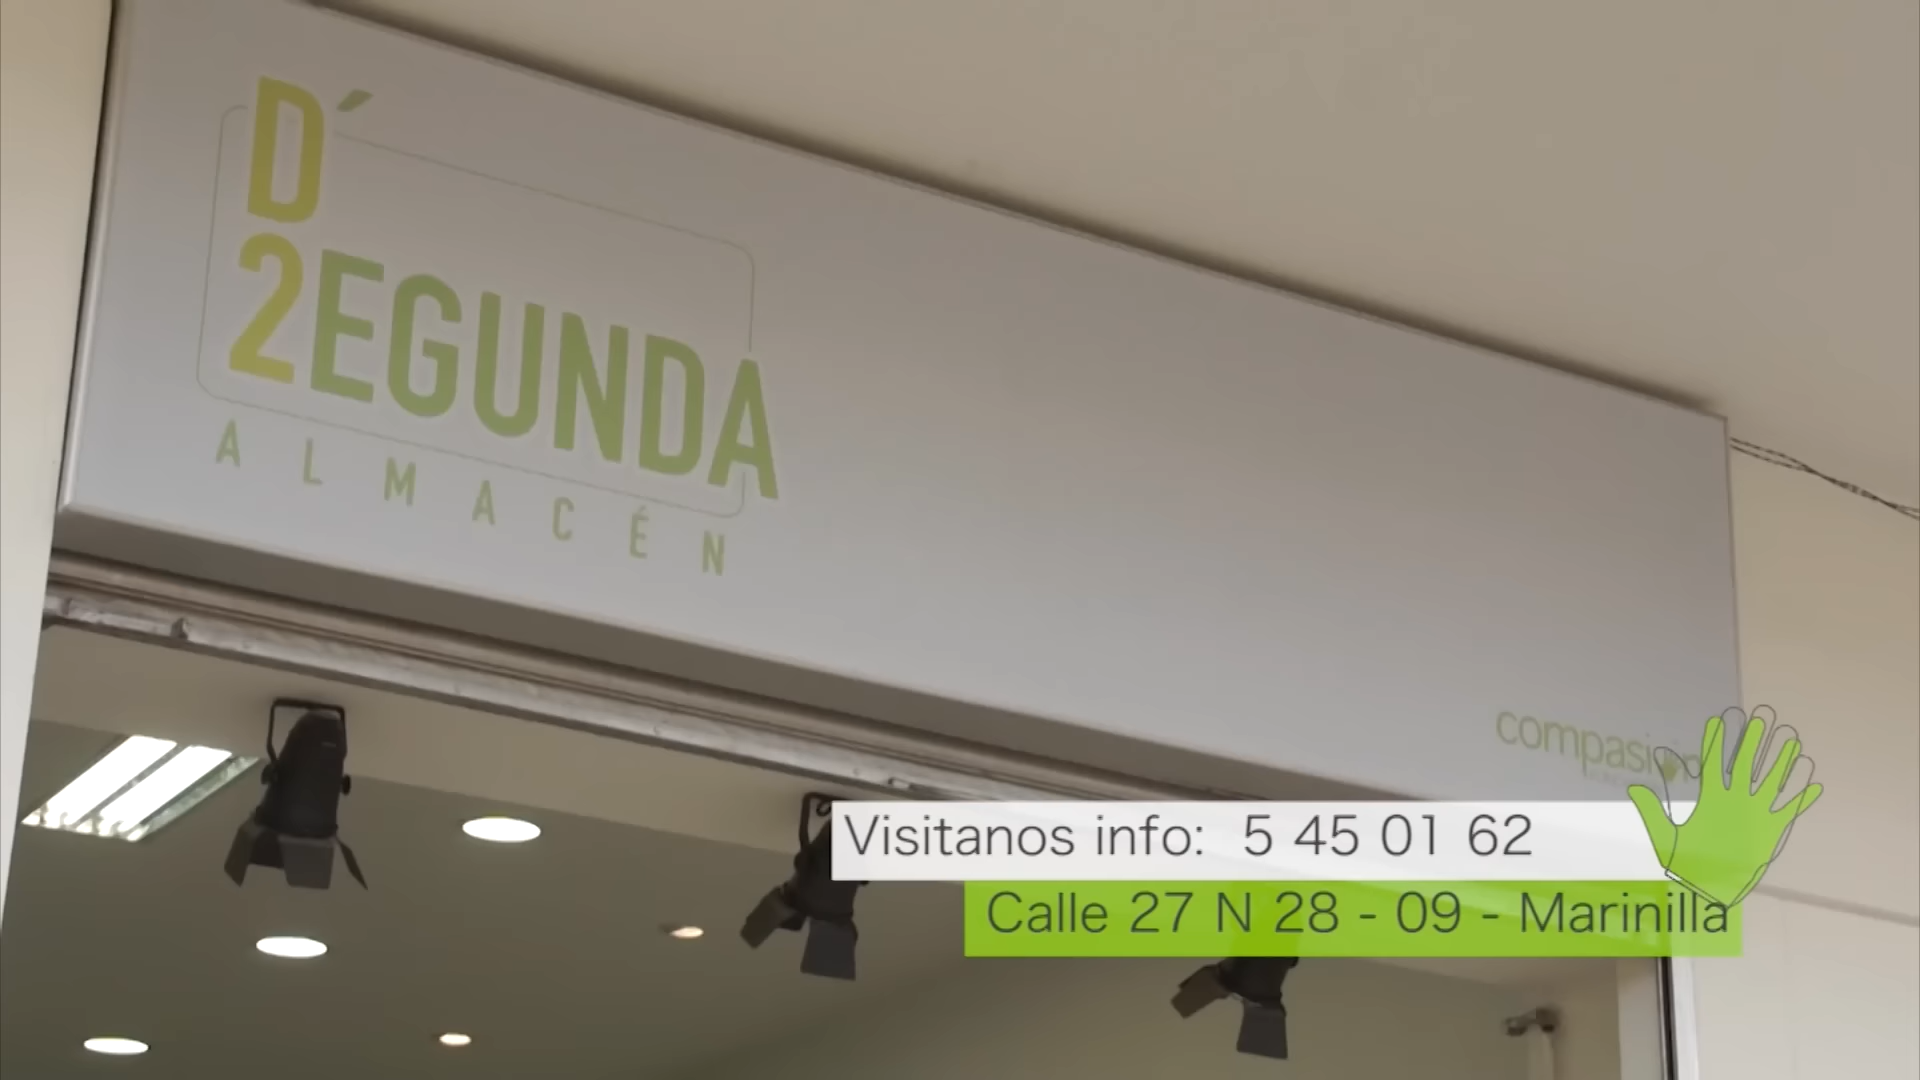 D´
2EGUNDA
ALMACÉN
compasión
Visitanos info: 5 45 01 62
Calle 27 N 28 - 09 - Marinilla